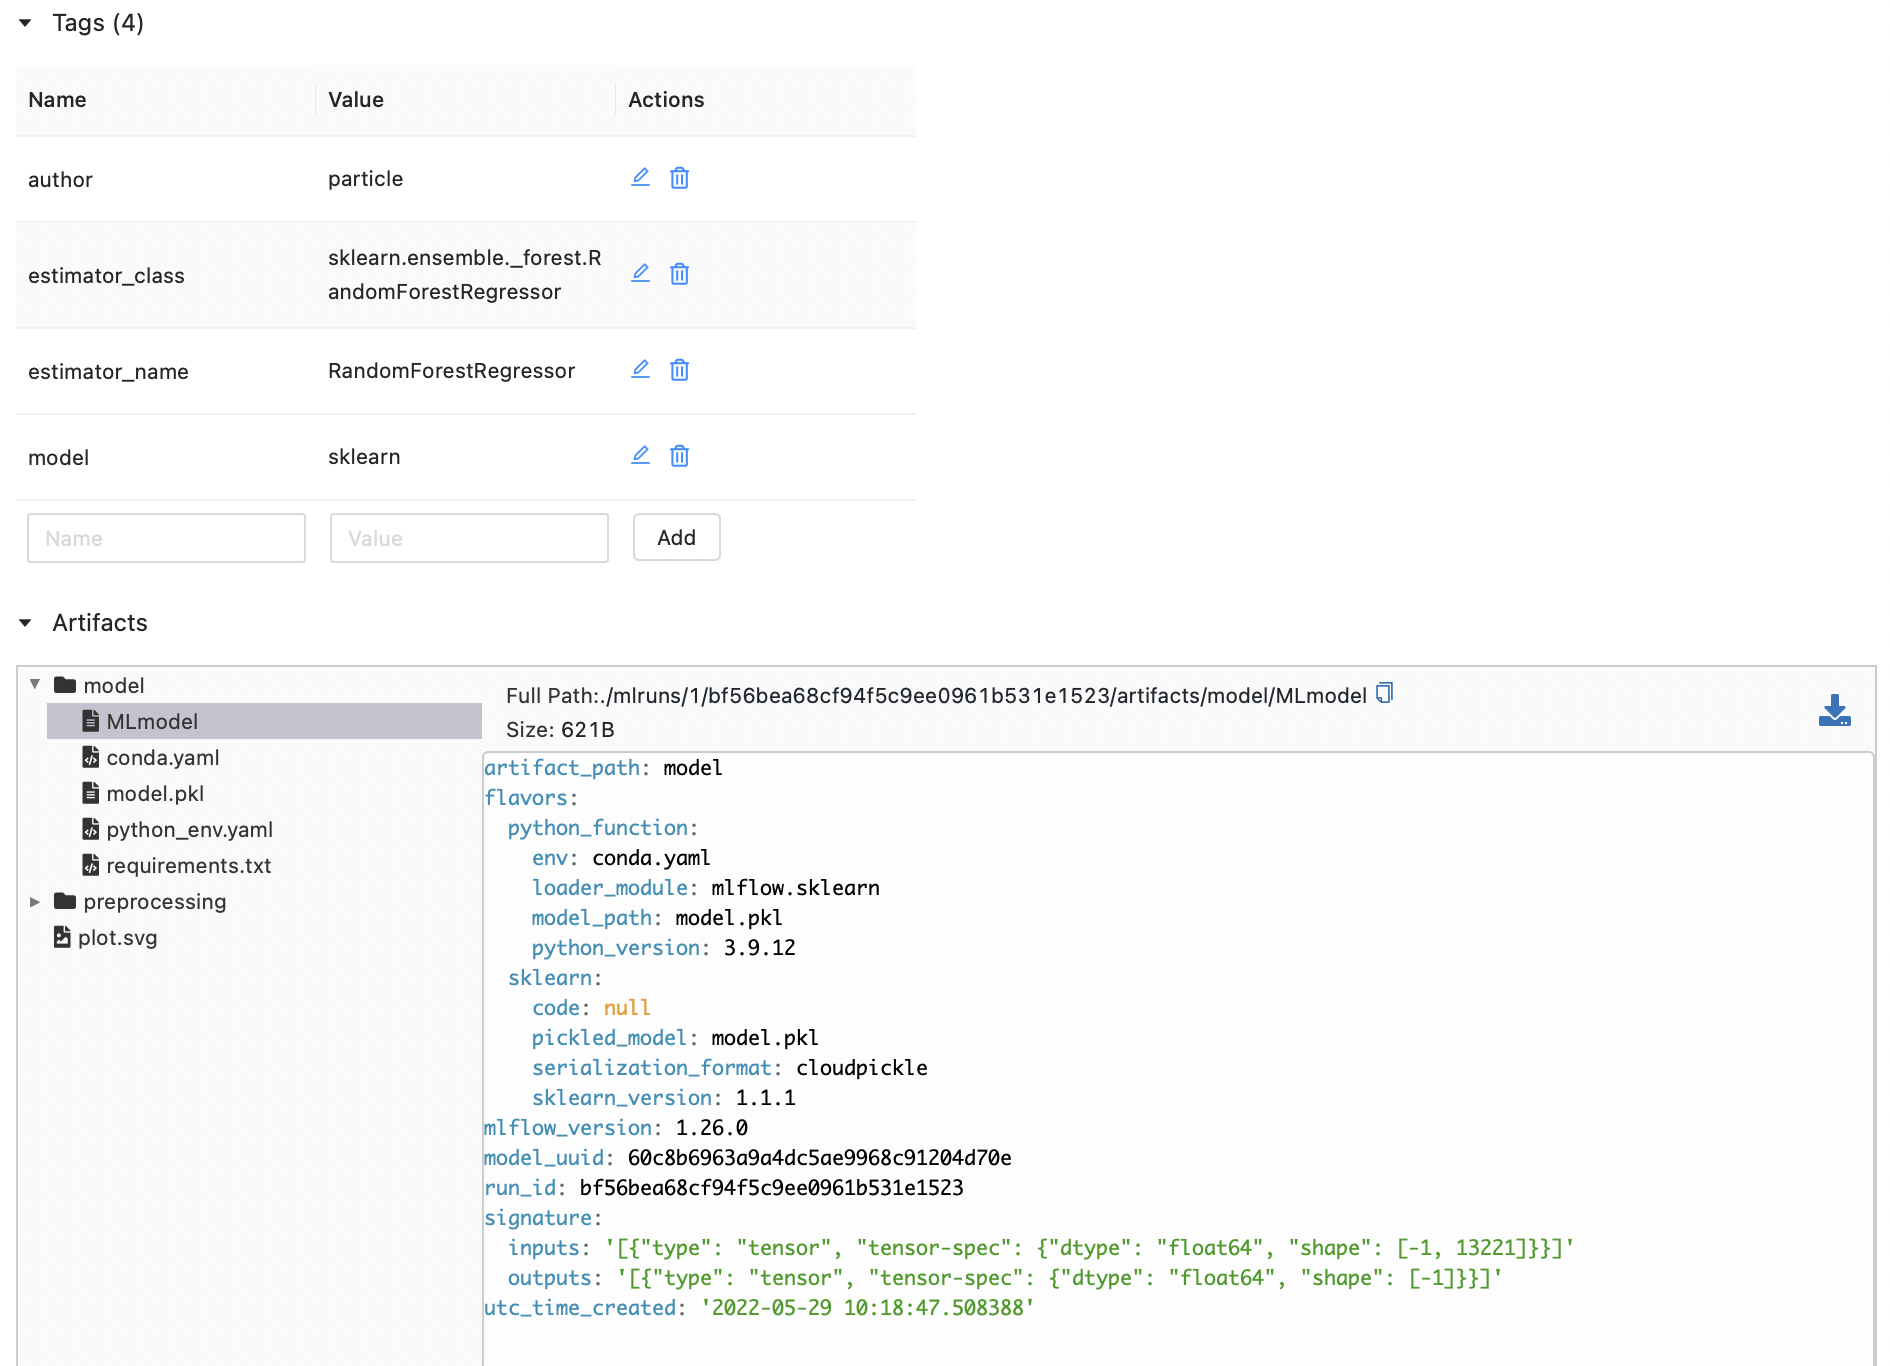 Tags (4)
Name Value Actions
author particle
estimator_class sklearn.ensemble._forest.R
andomForestRegressor
estimator_name RandomForestRegressor
model sklearn
Name Value Add
Artifacts
model
MLmodel
conda.yaml
model.pkl
python_env.yaml
requirements.txt
preprocessing
plot.svg
Full Path:./mlruns/1/bf56bea68cf94f5c9ee0961b531e1523/artifacts/model/MLmodel
Size: 621B
artifact_path: model
flavors:
  python_function:
    env: conda.yaml
    loader_module: mlflow.sklearn
    model_path: model.pkl
    python_version: 3.9.12
  sklearn:
    code: null
    pickled_model: model.pkl
    serialization_format: cloudpickle
    sklearn_version: 1.1.1
mlflow_version: 1.26.0
model_uuid: 60c8b6963a9a4dc5ae9968c91204d70e
run_id: bf56bea68cf94f5c9ee0961b531e1523
signature:
  inputs: '[{"type": "tensor", "tensor-spec": {"dtype": "float64", "shape": [-1, 13221]}}]'
  outputs: '[{"type": "tensor", "tensor-spec": {"dtype": "float64", "shape": [-1]}}]'
utc_time_created: '2022-05-29 10:18:47.508388'